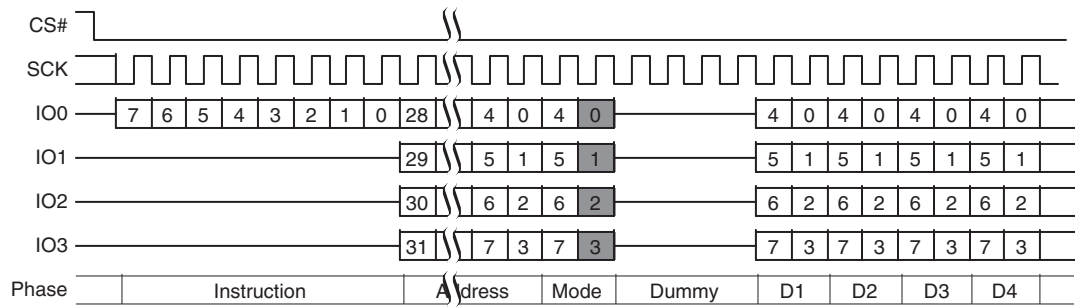 CS#
SCK
IO0 7 6 5 4 3 2 1 0 28 4 0 4 0 4 0 4 0 4 0 4 0
IO1 29 5 1 5 1 5 1 5 1 5 1 5 1
IO2 30 6 2 6 2 6 2 6 2 6 2 6 2
IO3 31 7 3 7 3 7 3 7 3 7 3 7 3
Phase Instruction Address Mode Dummy D1 D2 D3 D4